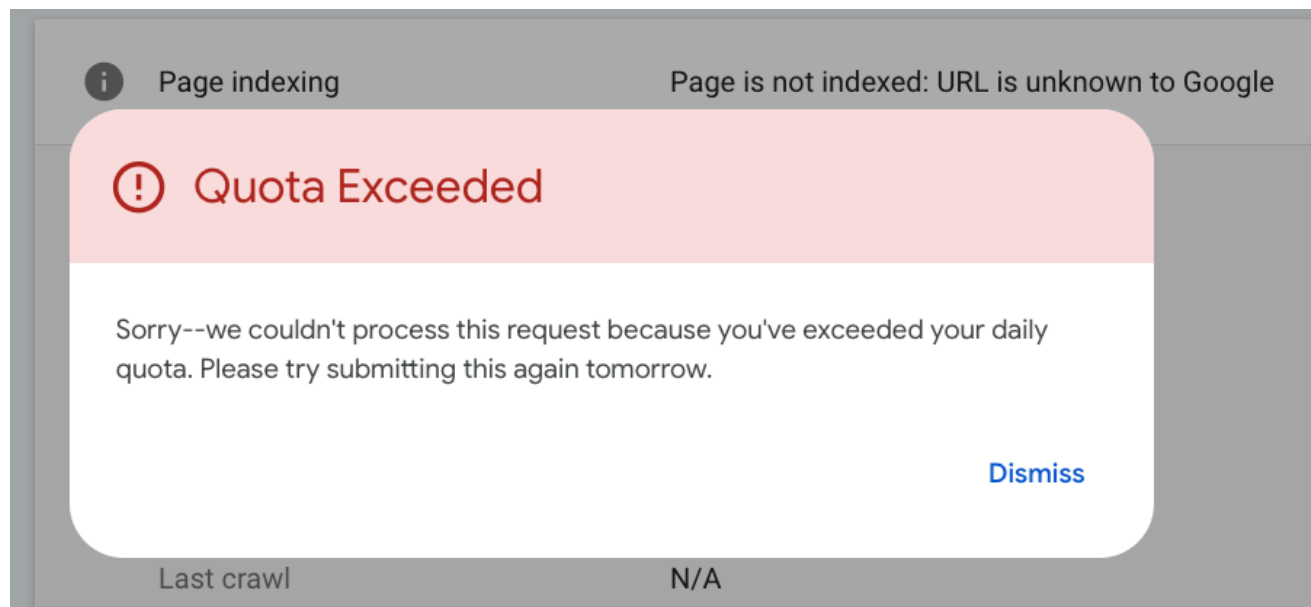 Page indexing
Page is not indexed: URL is unknown to Google
Quota Exceeded
Sorry--we couldn't process this request because you've exceeded your daily
quota. Please try submitting this again tomorrow.
Dismiss
Last crawl
N/A